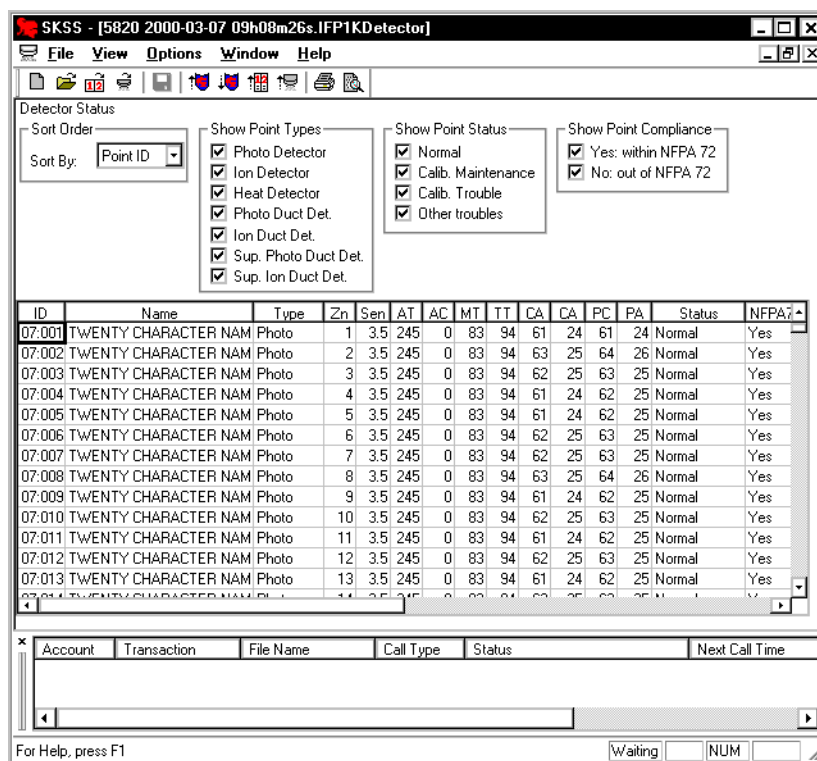 SKSS - [5820 2000-03-07 09h08m26s.IFP1KDetector]
File View Options Window Help
Detector Status
Sort Order
Sort By: Point ID
Show Point Types
Photo Detector
Ion Detector
Heat Detector
Photo Duct Det.
Ion Duct Det.
Sup. Photo Duct Det.
Sup. Ion Duct Det.
Show Point Status
Normal
Calib. Maintenance
Calib. Trouble
Other troubles
Show Point Compliance
Yes: within NFPA 72
No: out of NFPA 72
ID Name Type Zn Sen AT AC MT TT CA CA PC PA Status NFPA7
07:001 TWENTY CHARACTER NAM Photo 1 3.5 245 0 83 94 61 24 61 24 Normal Yes
07:002 TWENTY CHARACTER NAM Photo 2 3.5 245 0 83 94 63 25 64 26 Normal Yes
07:003 TWENTY CHARACTER NAM Photo 3 3.5 245 0 83 94 62 25 63 25 Normal Yes
07:004 TWENTY CHARACTER NAM Photo 4 3.5 245 0 83 94 61 24 62 25 Normal Yes
07:005 TWENTY CHARACTER NAM Photo 5 3.5 245 0 83 94 61 24 62 25 Normal Yes
07:006 TWENTY CHARACTER NAM Photo 6 3.5 245 0 83 94 62 25 63 25 Normal Yes
07:007 TWENTY CHARACTER NAM Photo 7 3.5 245 0 83 94 62 25 63 25 Normal Yes
07:008 TWENTY CHARACTER NAM Photo 8 3.5 245 0 83 94 63 25 64 26 Normal Yes
07:009 TWENTY CHARACTER NAM Photo 9 3.5 245 0 83 94 61 24 62 25 Normal Yes
07:010 TWENTY CHARACTER NAM Photo 10 3.5 245 0 83 94 62 25 63 25 Normal Yes
07:011 TWENTY CHARACTER NAM Photo 11 3.5 245 0 83 94 61 24 62 25 Normal Yes
07:012 TWENTY CHARACTER NAM Photo 12 3.5 245 0 83 94 62 25 63 25 Normal Yes
07:013 TWENTY CHARACTER NAM Photo 13 3.5 245 0 83 94 61 24 62 25 Normal Yes
Account Transaction File Name Call Type Status Next Call Time
For Help, press F1 Waiting NUM